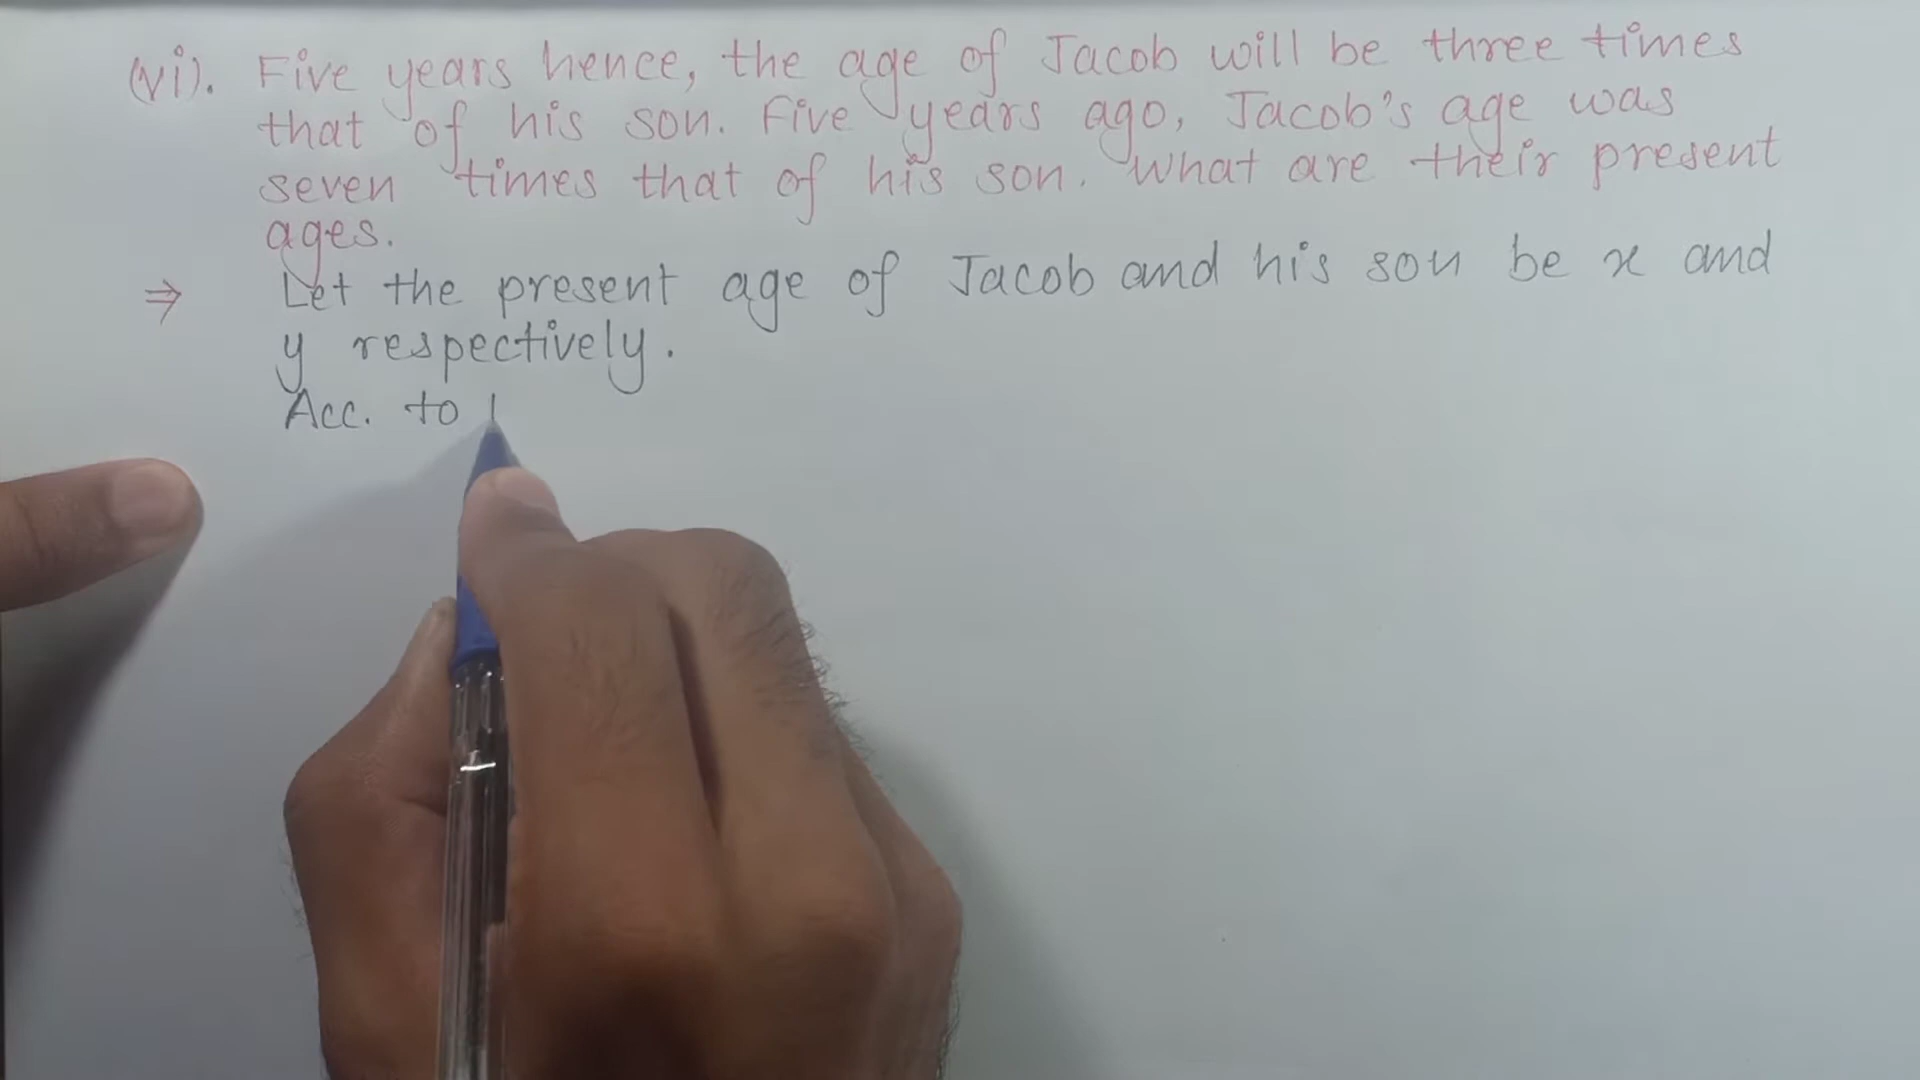 (vi). Five years hence, the age of Jacob will be three times
that of his son. Five years ago, Jacob's age was
seven times that of his son. What are their present
ages.
⇒ Let the present age of Jacob and his son be x and
y respectively.
Acc. to